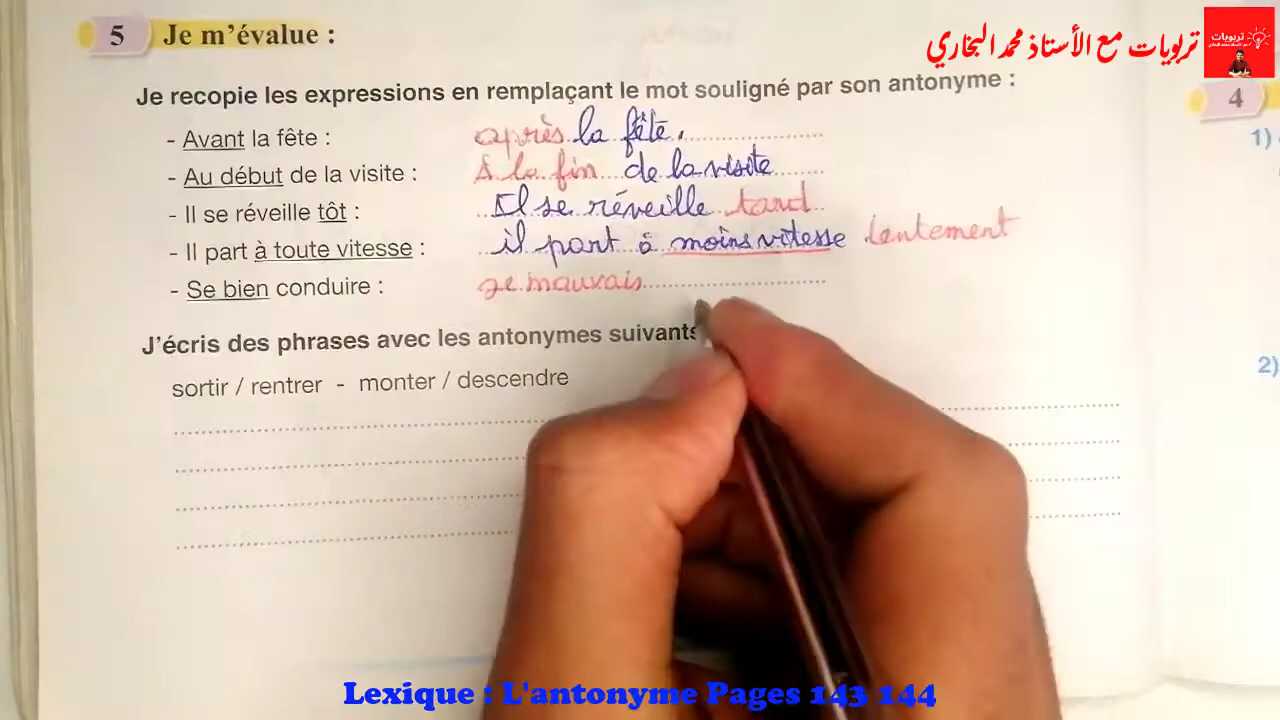 5 Je m'évalue :
تربويات مع الأستاذ محمد البخاري
تربويات
4
Je recopie les expressions en remplaçant le mot souligné par son antonyme :
- Avant la fête : après la fête.
1)
- Au début de la visite : À la fin de la visite
- Il se réveille tôt : Il se réveille tard
- Il part à toute vitesse : il part à moins vitesse lentement
- Se bien conduire : se mauvais
J'écris des phrases avec les antonymes suivants
2)
sortir / rentrer - monter / descendre
Lexique : L'antonyme Pages 143 144